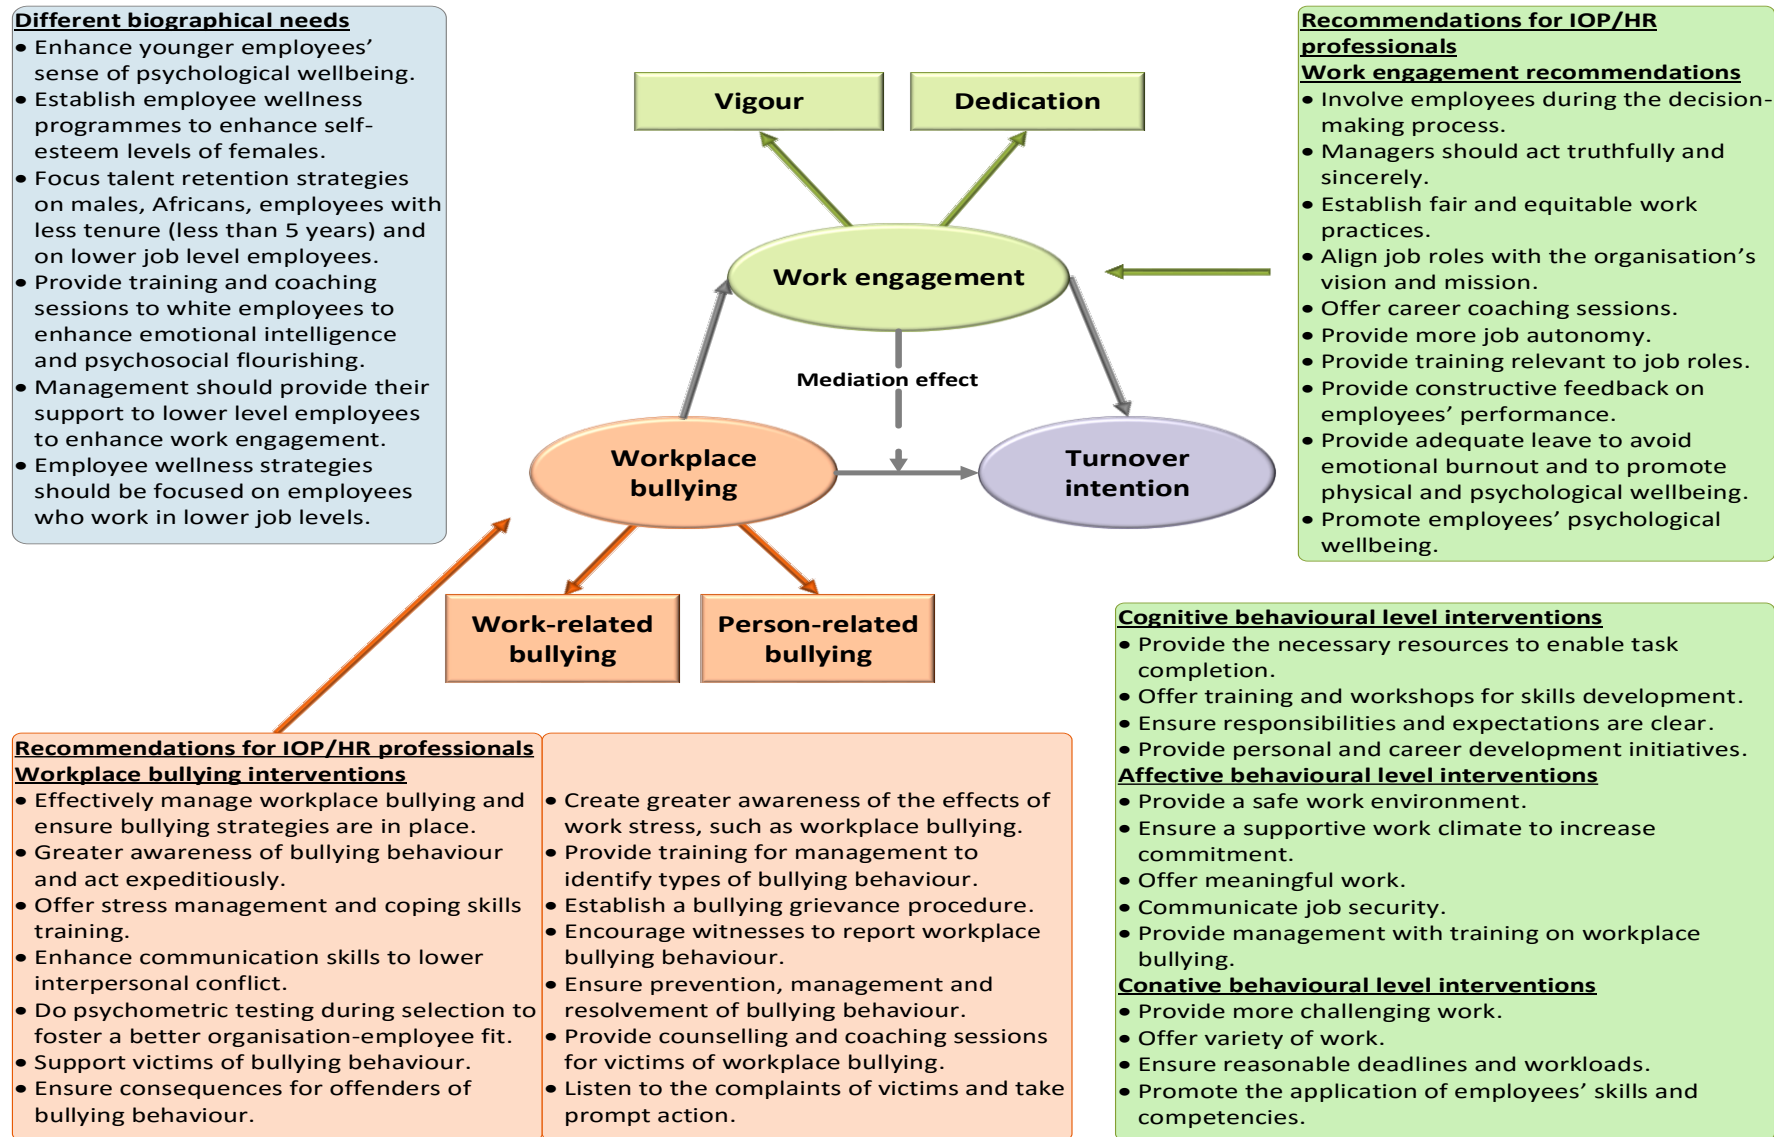 Different biographical needs
• Enhance younger employees’
sense of psychological wellbeing.
• Establish employee wellness
programmes to enhance self-
esteem levels of females.
• Focus talent retention strategies
on males, Africans, employees with
less tenure (less than 5 years) and
on lower job level employees.
• Provide training and coaching
sessions to white employees to
enhance emotional intelligence
and psychosocial flourishing.
• Management should provide their
support to lower level employees
to enhance work engagement.
• Employee wellness strategies
should be focused on employees
who work in lower job levels.
Vigour
Dedication
Work engagement
Mediation effect
Workplace
bullying
Turnover
intention
Work-related
bullying
Person-related
bullying
Recommendations for IOP/HR
professionals
Work engagement recommendations
• Involve employees during the decision-
making process.
• Managers should act truthfully and
sincerely.
• Establish fair and equitable work
practices.
• Align job roles with the organisation’s
vision and mission.
• Offer career coaching sessions.
• Provide more job autonomy.
• Provide training relevant to job roles.
• Provide constructive feedback on
employees’ performance.
• Provide adequate leave to avoid
emotional burnout and to promote
physical and psychological wellbeing.
• Promote employees’ psychological
wellbeing.
Recommendations for IOP/HR professionals
Workplace bullying interventions
• Effectively manage workplace bullying and
ensure bullying strategies are in place.
• Greater awareness of bullying behaviour
and act expeditiously.
• Offer stress management and coping skills
training.
• Enhance communication skills to lower
interpersonal conflict.
• Do psychometric testing during selection to
foster a better organisation-employee fit.
• Support victims of bullying behaviour.
• Ensure consequences for offenders of
bullying behaviour.
• Create greater awareness of the effects of
work stress, such as workplace bullying.
• Provide training for management to
identify types of bullying behaviour.
• Establish a bullying grievance procedure.
• Encourage witnesses to report workplace
bullying behaviour.
• Ensure prevention, management and
resolvement of bullying behaviour.
• Provide counselling and coaching sessions
for victims of workplace bullying.
• Listen to the complaints of victims and take
prompt action.
Cognitive behavioural level interventions
• Provide the necessary resources to enable task
completion.
• Offer training and workshops for skills development.
• Ensure responsibilities and expectations are clear.
• Provide personal and career development initiatives.
Affective behavioural level interventions
• Provide a safe work environment.
• Ensure a supportive work climate to increase
commitment.
• Offer meaningful work.
• Communicate job security.
• Provide management with training on workplace
bullying.
Conative behavioural level interventions
• Provide more challenging work.
• Offer variety of work.
• Ensure reasonable deadlines and workloads.
• Promote the application of employees’ skills and
competencies.